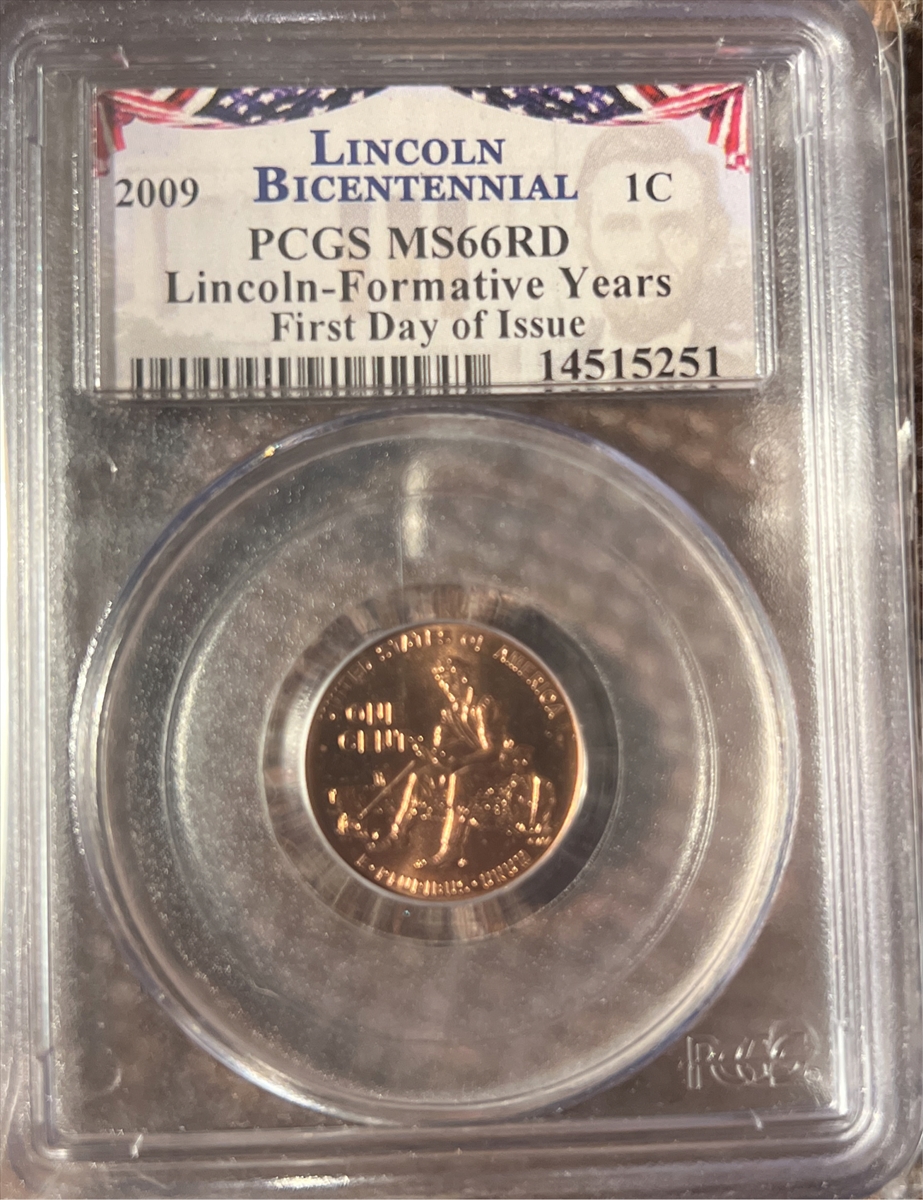 LINCOLN
BICENTENNIAL
2009
1C
PCGS MS66RD
Lincoln-Formative Years
First Day of Issue
14515251
UNITED STATES OF AMERICA
ONE
CENT
E · PLURIBUS · UNUM
PCGS